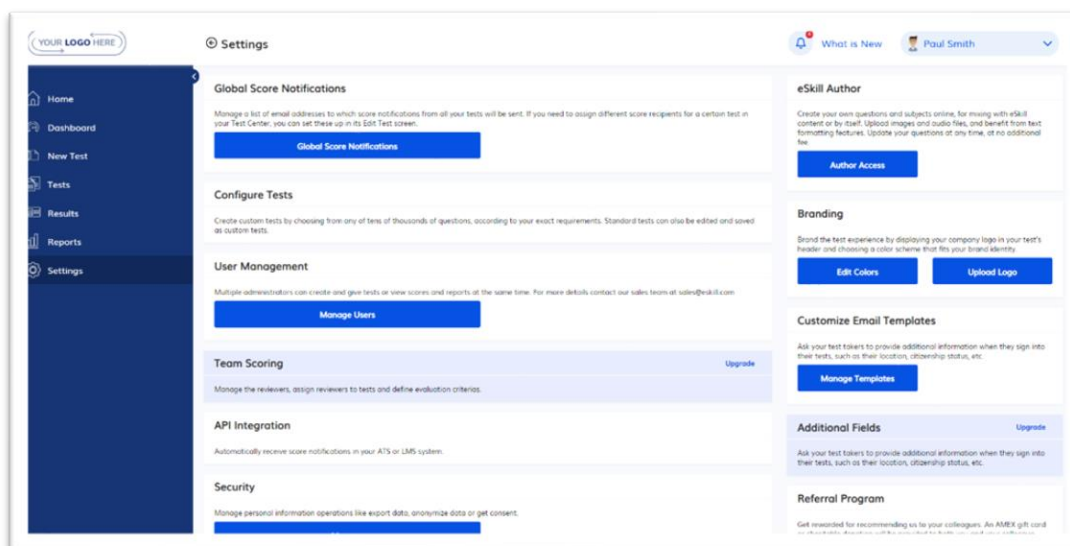 YOUR LOGO HERE
Settings
What is New
Paul Smith
Home
Dashboard
New Test
Tests
Results
Reports
Settings
Global Score Notifications
Manage a list of email addresses to which score notifications from all your tests will be sent. If you need to assign different score recipients for a certain test in
your Test Center, you can set these up in its Edit Test screen.
Global Score Notifications
Configure Tests
Create custom tests by choosing from any of tens of thousands of questions, according to your exact requirements. Standard tests can also be edited and saved
as custom tests.
User Management
Multiple administrators can create and give tests or view scores and reports at the same time. For more details contact our sales team at sales@eskill.com
Manage Users
Team Scoring
Upgrade
Manage the reviewers, assign reviewers to tests and define evaluation criterias.
API Integration
Automatically receive score notifications in your ATS or LMS system.
Security
Manage personal information operations like export data, anonymize data or get consent.
eSkill Author
Create your own questions and subjects online, for mixing with eSkill
content or by itself. Upload images and audio files, and benefit from text
formatting features. Update your questions at any time, at no additional
fee.
Author Access
Branding
Brand the test experience by displaying your company logo in your test's
header and choosing a color scheme that fits your brand identity.
Edit Colors
Upload Logo
Customize Email Templates
Ask your test takers to provide additional information when they sign into
their tests, such as their location, citizenship status, etc.
Manage Templates
Additional Fields
Upgrade
Ask your test takers to provide additional information when they sign into
their tests, such as their location, citizenship status, etc.
Referral Program
Get rewarded for recommending us to your colleagues. An AMEX gift card